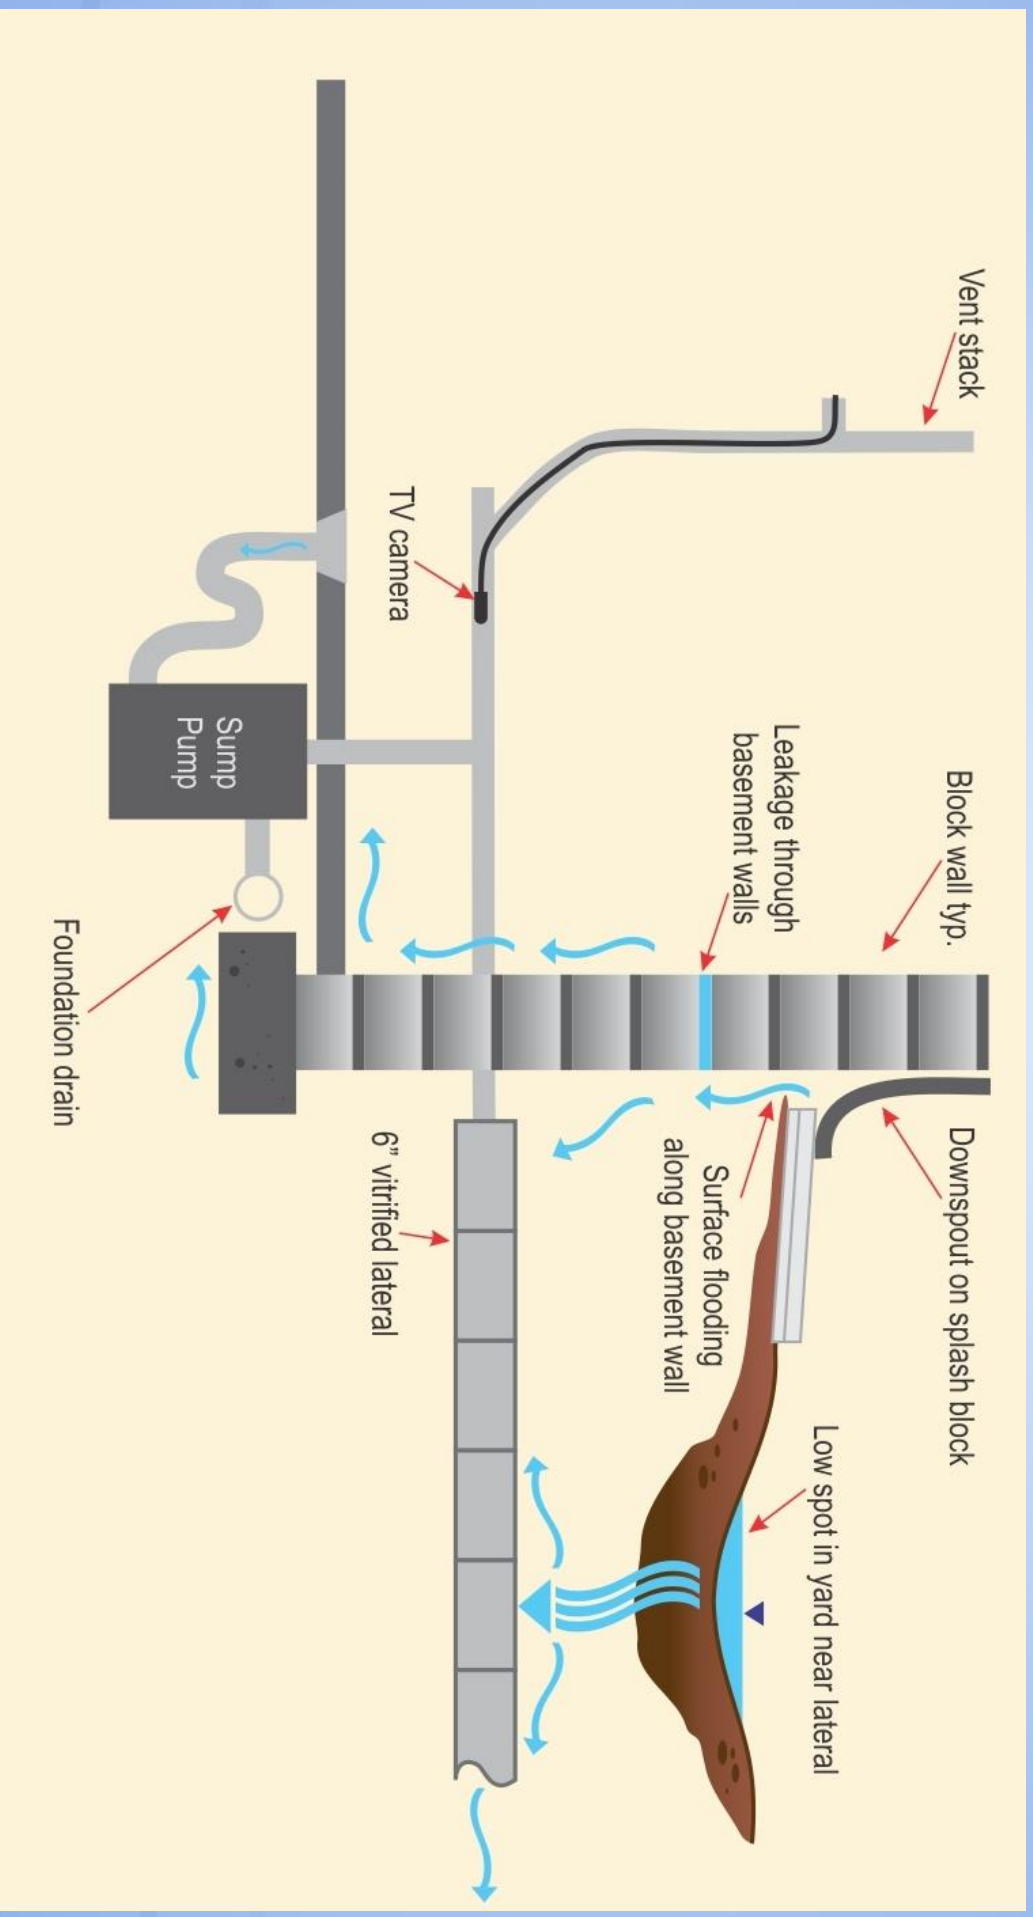 Vent stack
Block wall typ.
Downspout on splash block
Leakage through
basement walls
Low spot in yard near lateral
Surface flooding
along basement wall
TV camera
6” vitrified lateral
Sump
Pump
Foundation drain